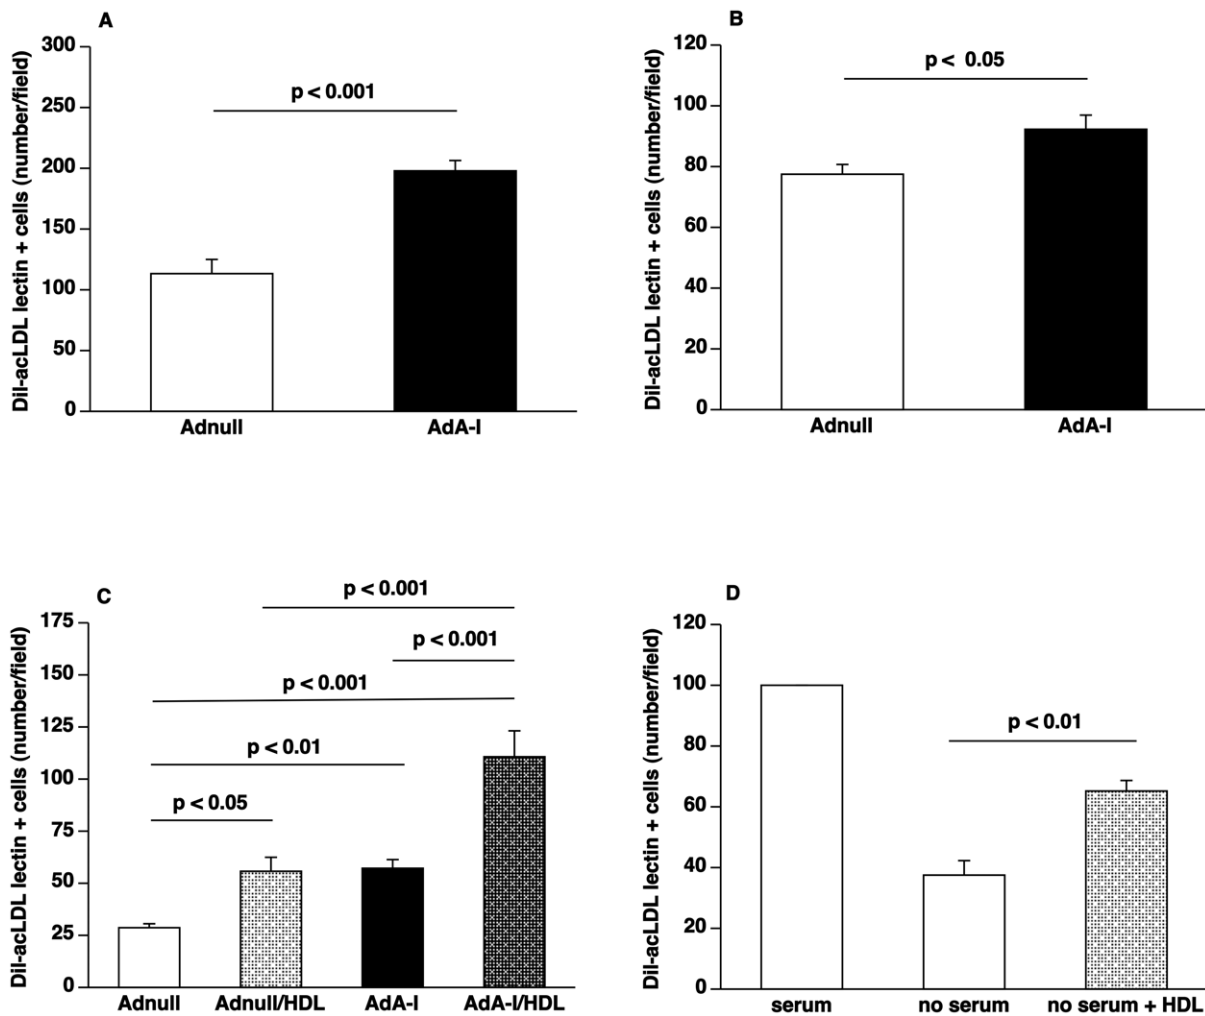 A
Dil-acLDL lectin + cells (number/field)
300
250
200
150
100
50
0
p < 0.001
Adnull
AdA-I
B
Dil-acLDL lectin + cells (number/field)
120
100
80
60
40
20
0
p < 0.05
Adnull
AdA-I
C
Dil-acLDL lectin + cells (number/field)
175
150
125
100
75
50
25
0
p < 0.001
p < 0.001
p < 0.001
p < 0.01
p < 0.05
Adnull
Adnull/HDL
AdA-I
AdA-I/HDL
D
Dil-acLDL lectin + cells (number/field)
120
100
80
60
40
20
0
p < 0.01
serum
no serum
no serum + HDL